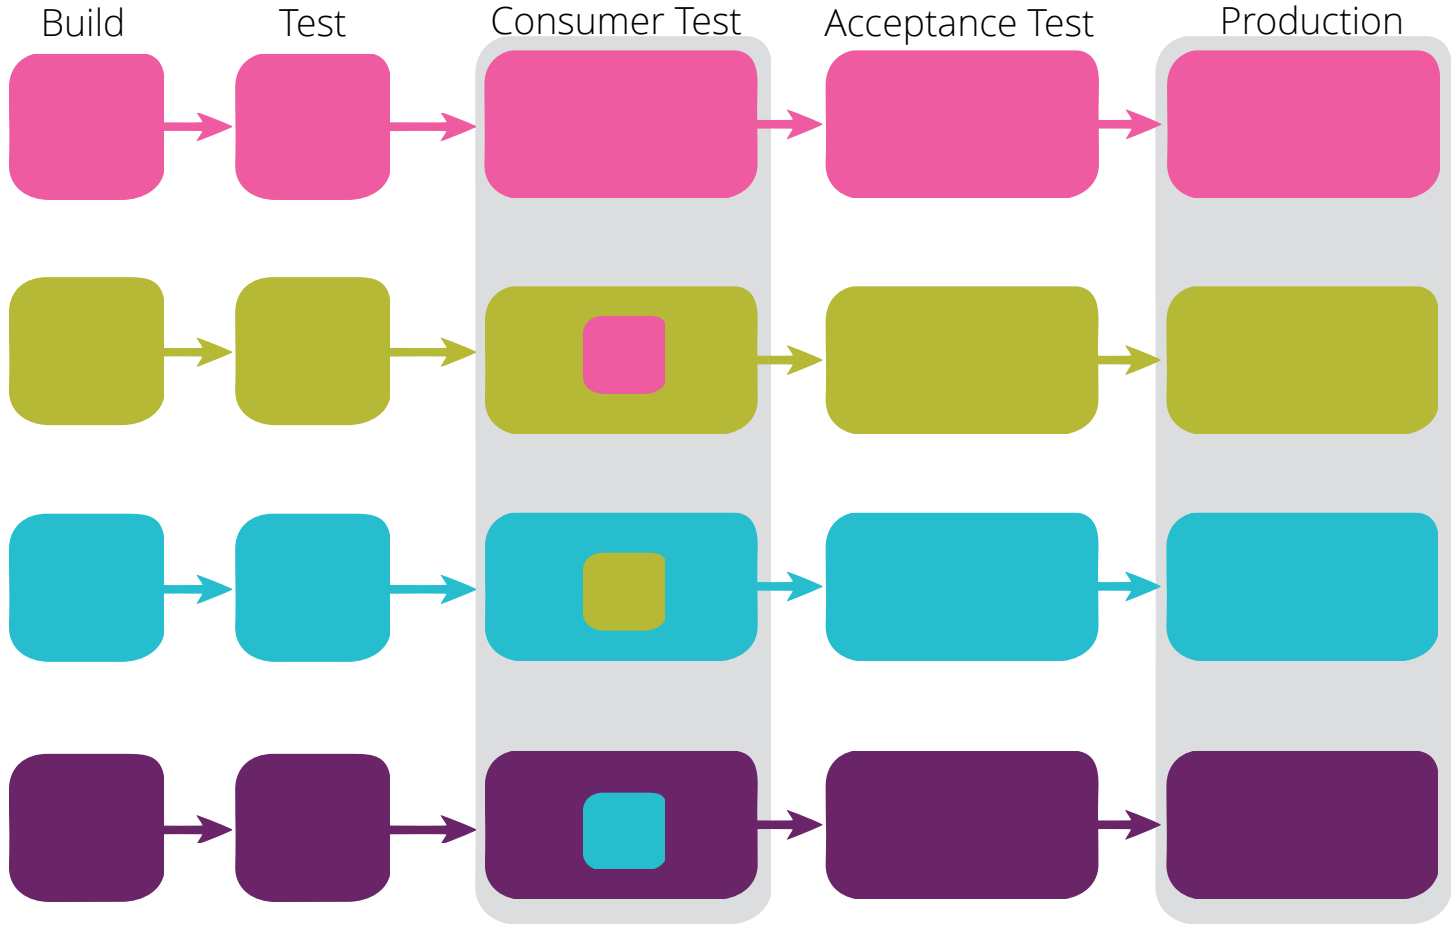 Build
Test
Consumer Test
Acceptance Test
Production